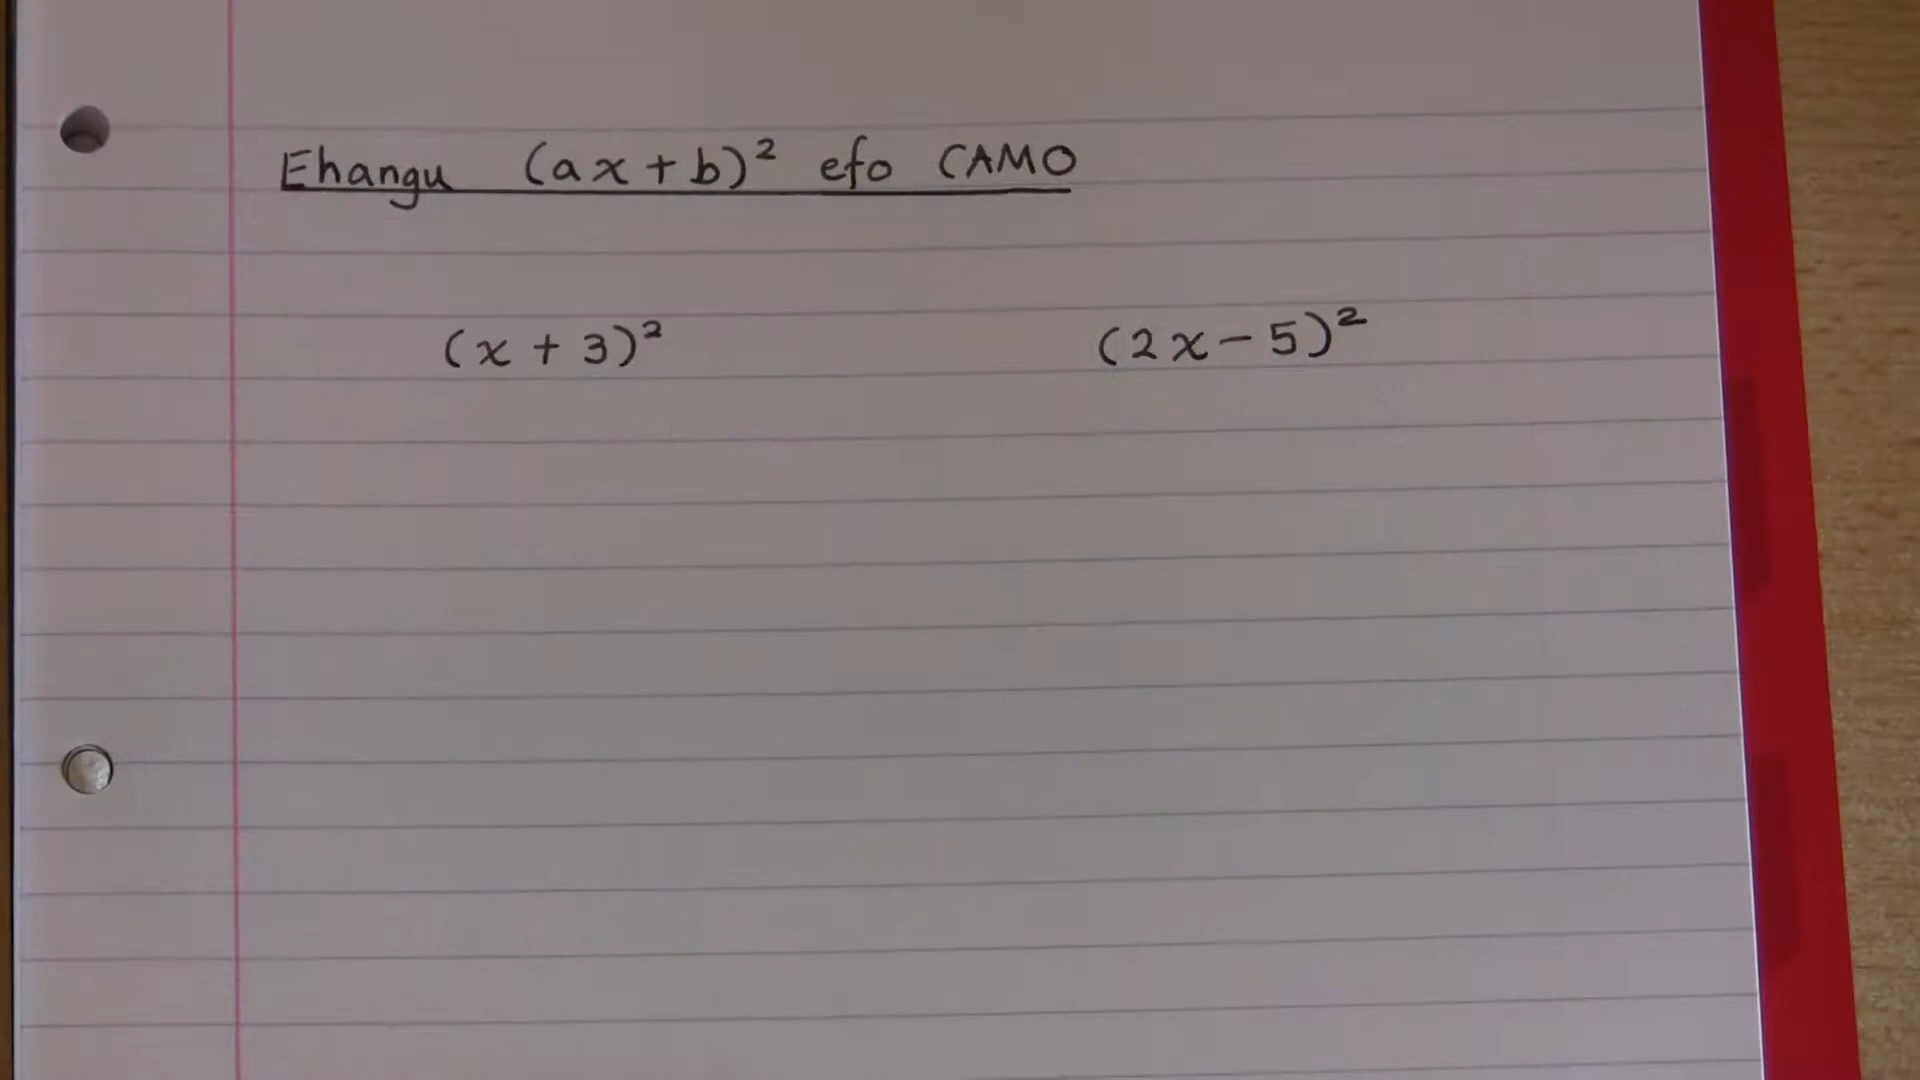 Ehangu (ax + b)² efo CAMO
(x + 3)² (2x - 5)²